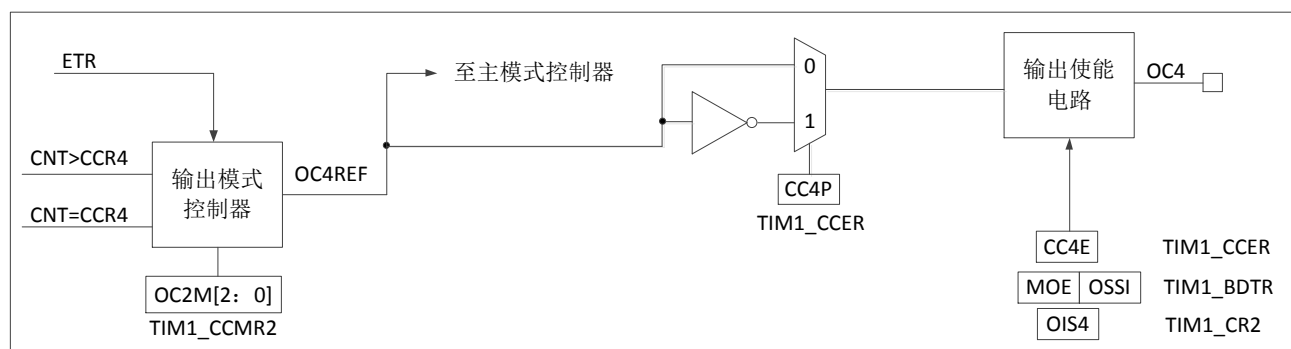 ETR
CNT>CCR4
CNT=CCR4
输出模式
控制器
OC2M[2：0]
TIM1_CCMR2
OC4REF
至主模式控制器
0
1
CC4P
TIM1_CCER
输出使能
电路
OC4
CC4E TIM1_CCER
MOE OSSI TIM1_BDTR
OIS4 TIM1_CR2